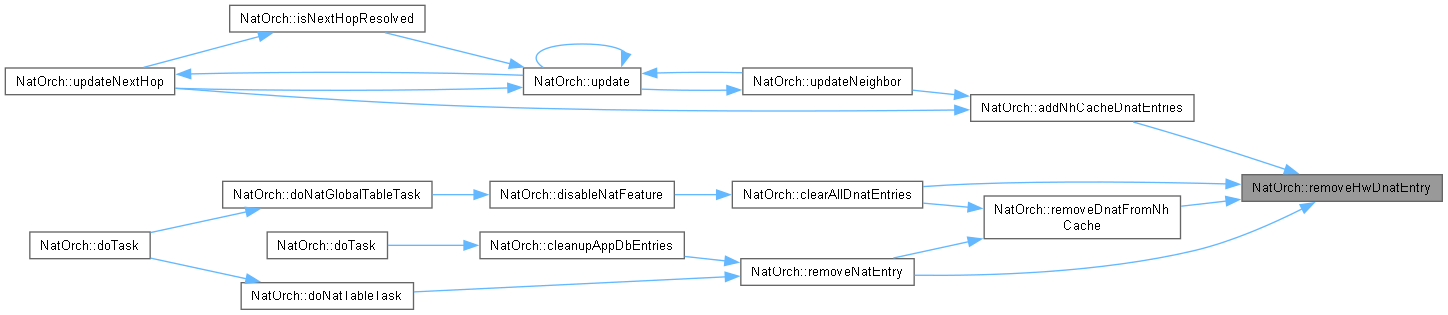 NatOrch::isNextHopResolved
NatOrch::updateNextHop
NatOrch::update
NatOrch::updateNeighbor
NatOrch::addNhCacheDnatEntries
NatOrch::removeHwDnatEntry
NatOrch::doNatGlobalTableTask
NatOrch::disableNatFeature
NatOrch::clearAllDnatEntries
NatOrch::removeDnatFromNh
Cache
NatOrch::doTask
NatOrch::doTask
NatOrch::cleanupAppDbEntries
NatOrch::removeNatEntry
NatOrch::doNatTableTask